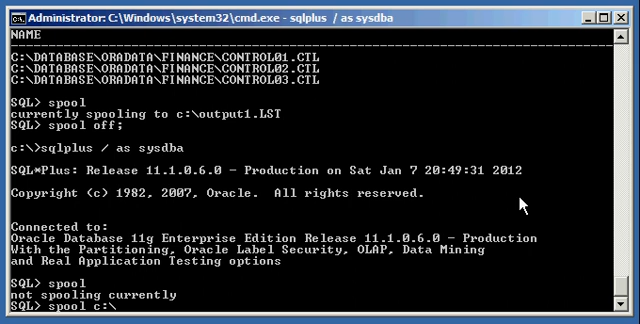 Administrator: C:\Windows\system32\cmd.exe - sqlplus / as sysdba
NAME
--------------------------------------------------------------------------------
C:\DATABASE\ORADATA\FINANCE\CONTROL01.CTL
C:\DATABASE\ORADATA\FINANCE\CONTROL02.CTL
C:\DATABASE\ORADATA\FINANCE\CONTROL03.CTL
SQL> spool
currently spooling to c:\output1.LST
SQL> spool off;
c:\>sqlplus / as sysdba
SQL*Plus: Release 11.1.0.6.0 - Production on Sat Jan 7 20:49:31 2012
Copyright (c) 1982, 2007, Oracle.  All rights reserved.
Connected to:
Oracle Database 11g Enterprise Edition Release 11.1.0.6.0 - Production
With the Partitioning, Oracle Label Security, OLAP, Data Mining
and Real Application Testing options
SQL> spool
not spooling currently
SQL> spool c:\